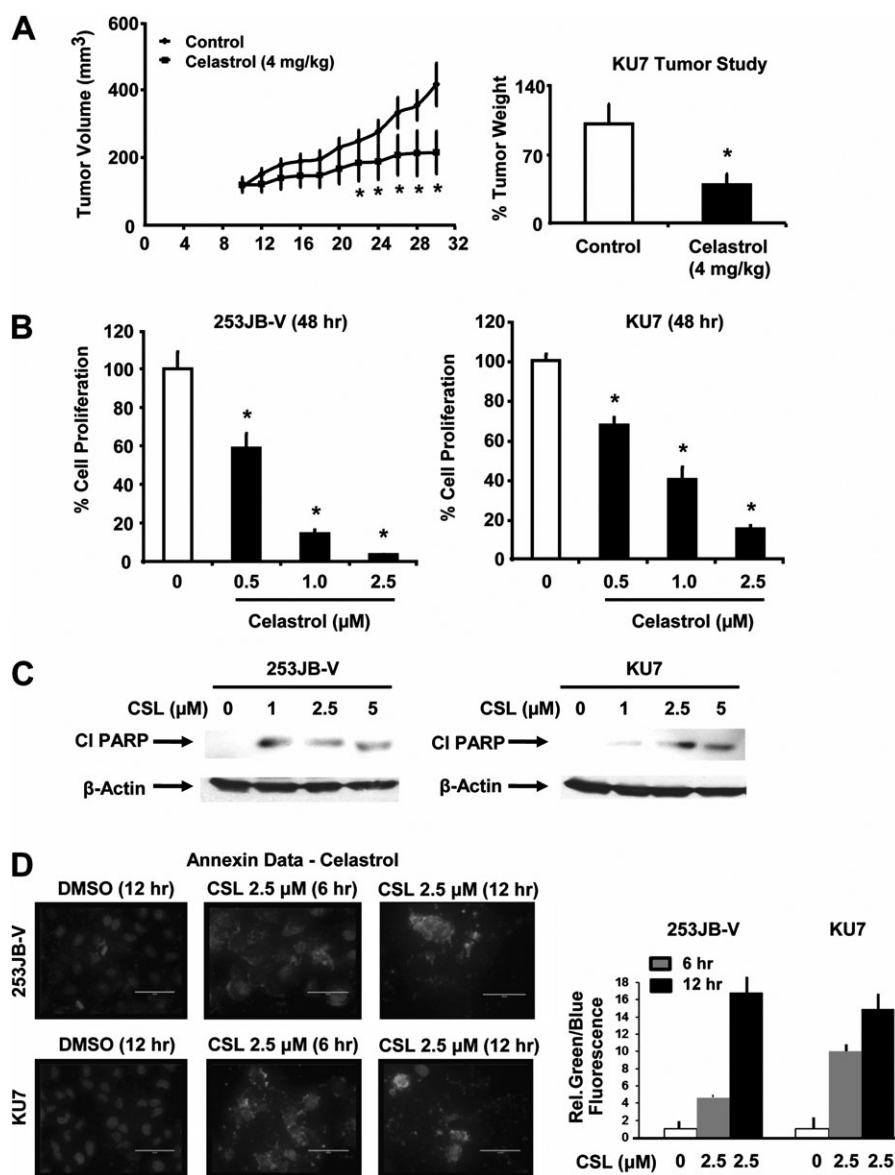 A
Control
Celastrol (4 mg/kg)
Tumor Volume (mm³)
600
400
200
0
0 4 8 12 16 20 24 28 32
* * * * *
KU7 Tumor Study
% Tumor Weight
140
70
0
*
Control
Celastrol
(4 mg/kg)
B
253JB-V (48 hr)
% Cell Proliferation
120
100
80
60
40
20
0
* * *
0 0.5 1.0 2.5
Celastrol (µM)
KU7 (48 hr)
% Cell Proliferation
120
100
80
60
40
20
0
* * *
0 0.5 1.0 2.5
Celastrol (µM)
C
253JB-V
CSL (µM) 0 1 2.5 5
Cl PARP
β-Actin
KU7
CSL (µM) 0 1 2.5 5
Cl PARP
β-Actin
D
Annexin Data - Celastrol
DMSO (12 hr) CSL 2.5 µM (6 hr) CSL 2.5 µM (12 hr)
253JB-V
DMSO (12 hr) CSL 2.5 µM (6 hr) CSL 2.5 µM (12 hr)
KU7
253JB-V KU7
6 hr
12 hr
Rel.Green/Blue
Fluorescence
18
16
14
12
10
8
6
4
2
0
CSL (µM) 0 2.5 2.5 0 2.5 2.5